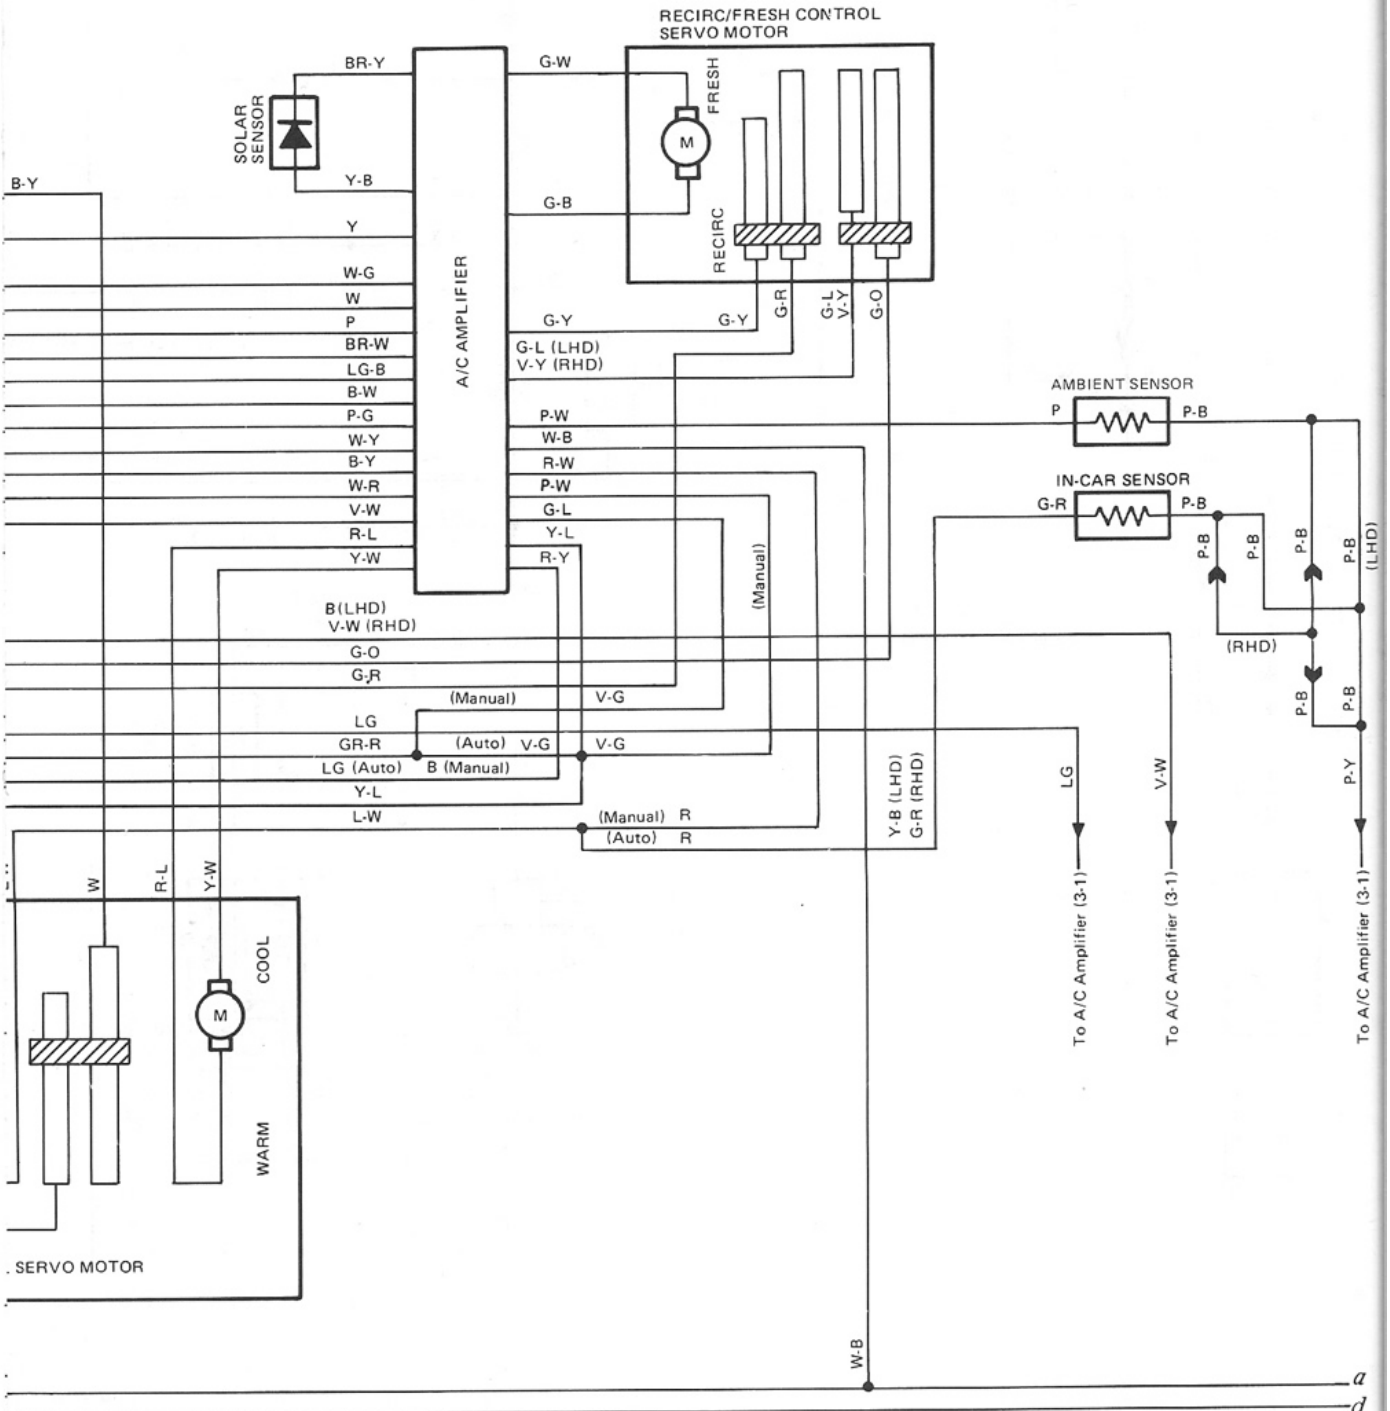 RECIRC/FRESH CONTROL
SERVO MOTOR
BR-Y
G-W
FRESH
SOLAR
SENSOR
M
B-Y
Y-B
G-B
RECIRC
Y
A/C AMPLIFIER
W-G
W
P
BR-W
LG-B
B-W
P-G
W-Y
B-Y
W-R
V-W
R-L
Y-W
G-Y
G-Y
G-R
G-L
V-Y
G-O
G-L (LHD)
V-Y (RHD)
P-W
W-B
R-W
P-W
G-L
Y-L
R-Y
(Manual)
AMBIENT SENSOR
P
P-B
IN-CAR SENSOR
G-R
P-B
P-B
P-B
P-B
P-B
(LHD)
(RHD)
P-B
P-B
P-Y
B(LHD)
V-W (RHD)
G-O
G-R
(Manual)
V-G
LG
GR-R
(Auto) V-G
V-G
LG (Auto)
B (Manual)
Y-L
L-W
(Manual) R
(Auto) R
Y-B (LHD)
G-R (RHD)
LG
V-W
To A/C Amplifier (3-1)
To A/C Amplifier (3-1)
To A/C Amplifier (3-1)
W
R-L
Y-W
COOL
M
WARM
. SERVO MOTOR
W-B
a
d